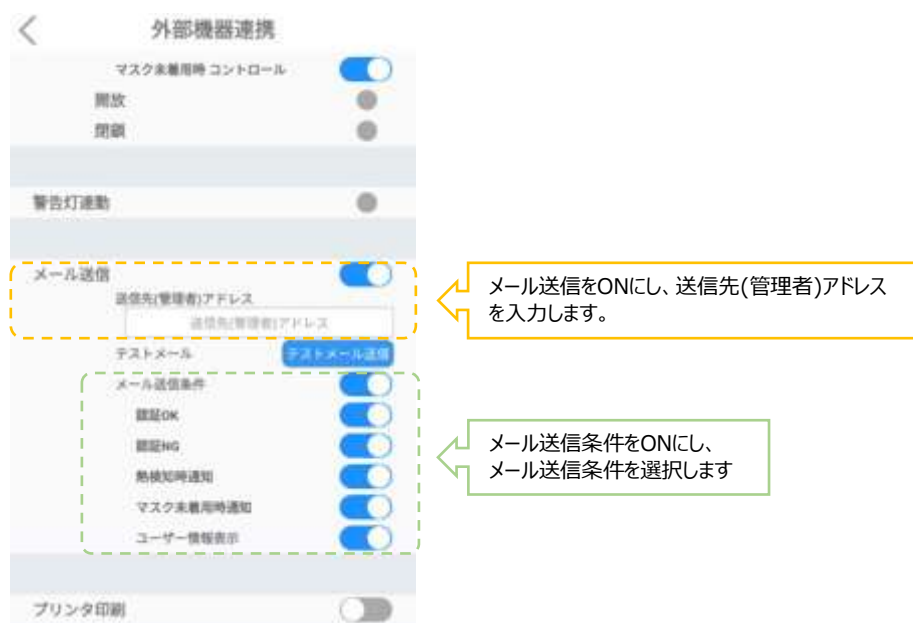 外部機器連携
マスク未着用時 コントロール
開放
閉鎖
警告灯連動
メール送信
送信先(管理者)アドレス
送信先(管理者)アドレス
テストメール
テストメール送信
メール送信条件
認証OK
認証NG
熱検知時通知
マスク未着用時通知
ユーザー情報表示
プリンタ印刷
メール送信をONにし、送信先(管理者)アドレス
を入力します。
メール送信条件をONにし、
メール送信条件を選択します